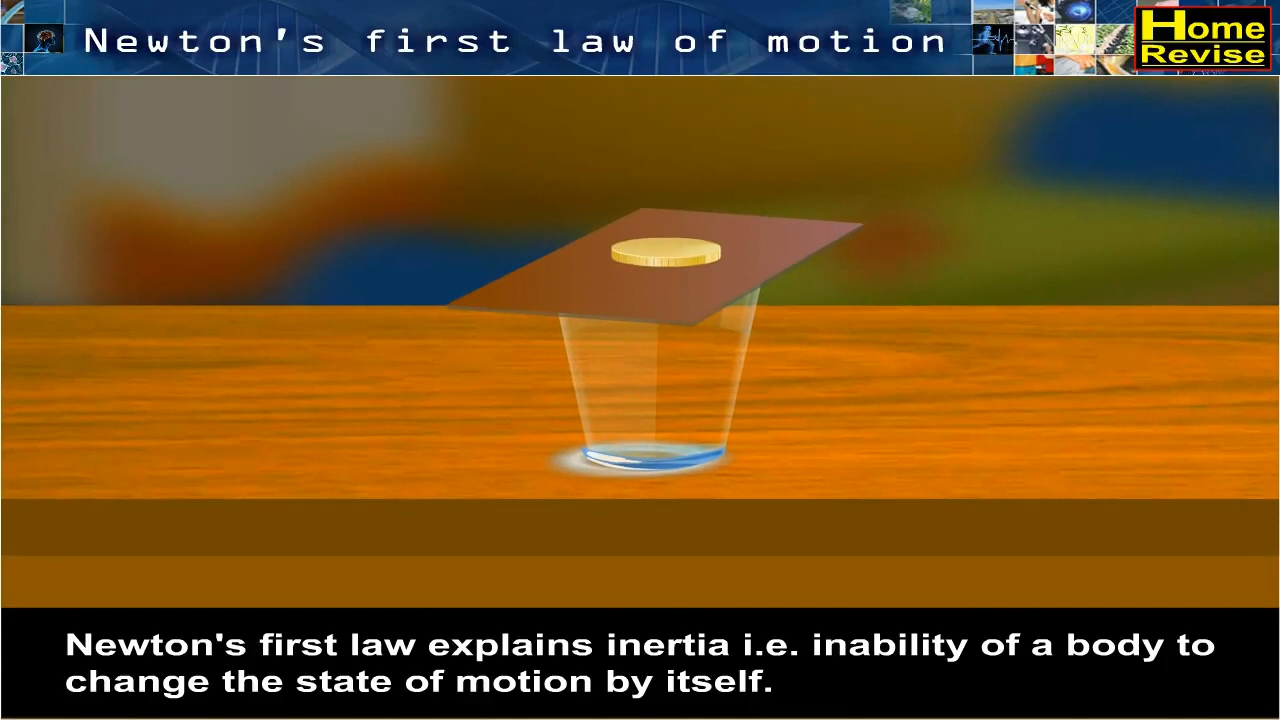 Newton's first law of motion
Home
Revise
Newton's first law explains inertia i.e. inability of a body to
change the state of motion by itself.